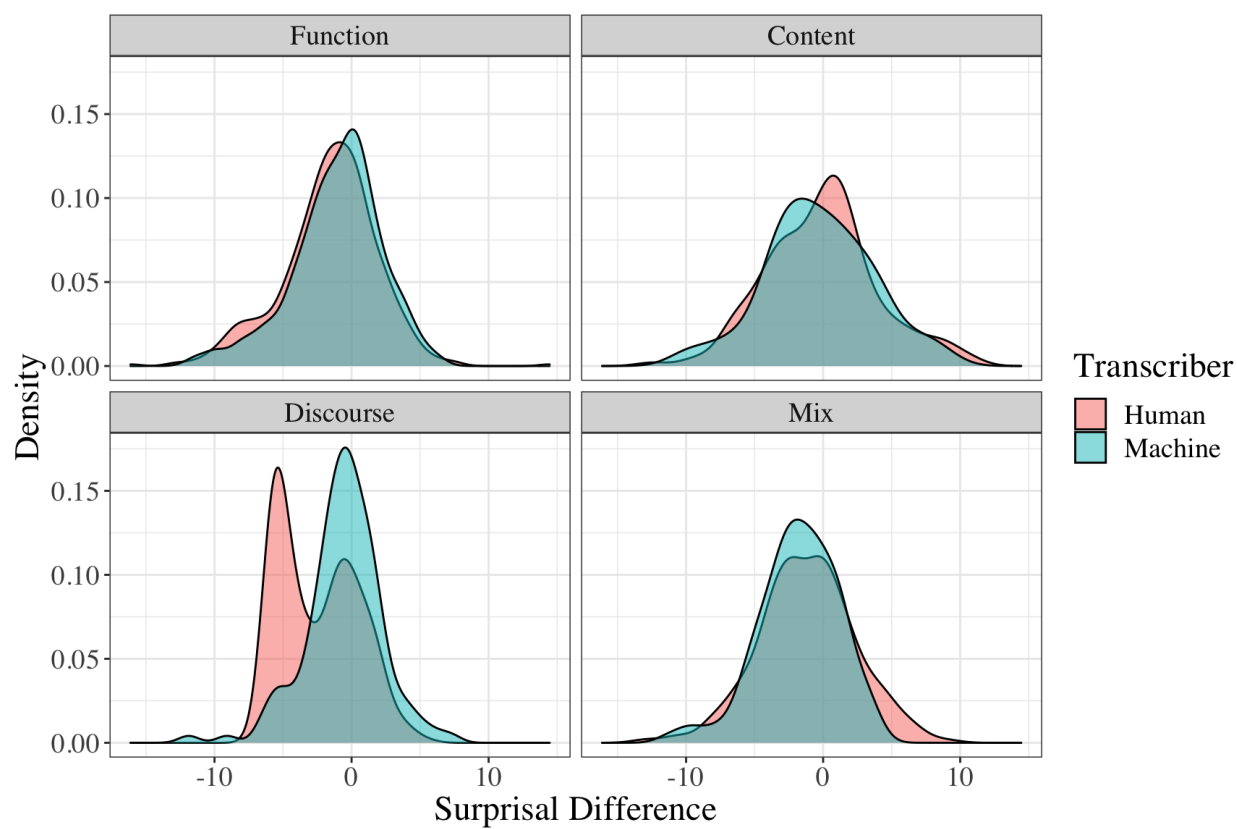 Function
Content
0.15
0.10
0.05
0.00
Discourse
Mix
0.15
0.10
0.05
0.00
-10 0 10
-10 0 10
Surprisal Difference
Density
Transcriber
Human
Machine